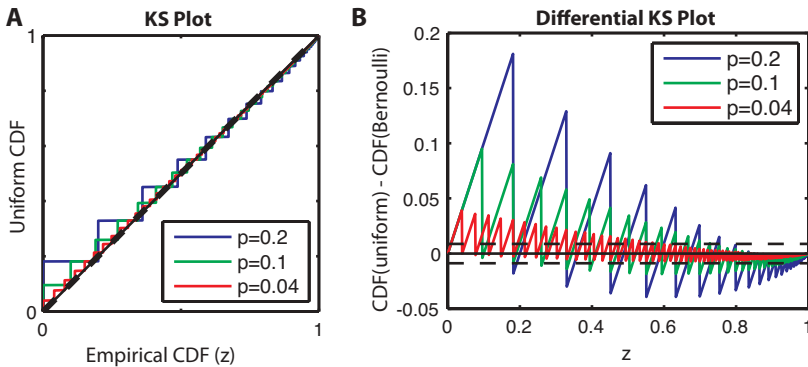 A
KS Plot
1
Uniform CDF
p=0.2
p=0.1
p=0.04
0
0
1
Empirical CDF (z)
B
Differential KS Plot
0.2
0.15
0.1
0.05
0
-0.05
CDF(uniform) - CDF(Bernoulli)
p=0.2
p=0.1
p=0.04
0
0.2
0.4
0.6
0.8
1
z